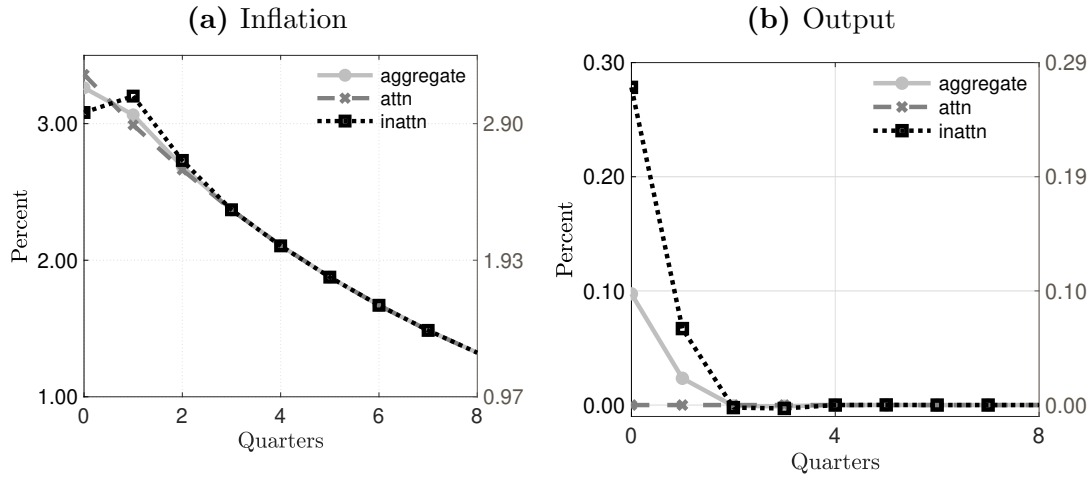 (a) Inflation
aggregate
attn
inattn
Percent
3.00
2.00
1.00
2.90
1.93
0.97
0 2 4 6 8
Quarters
(b) Output
aggregate
attn
inattn
Percent
0.30
0.20
0.10
0.00
0.29
0.19
0.10
0.00
0 4 8
Quarters